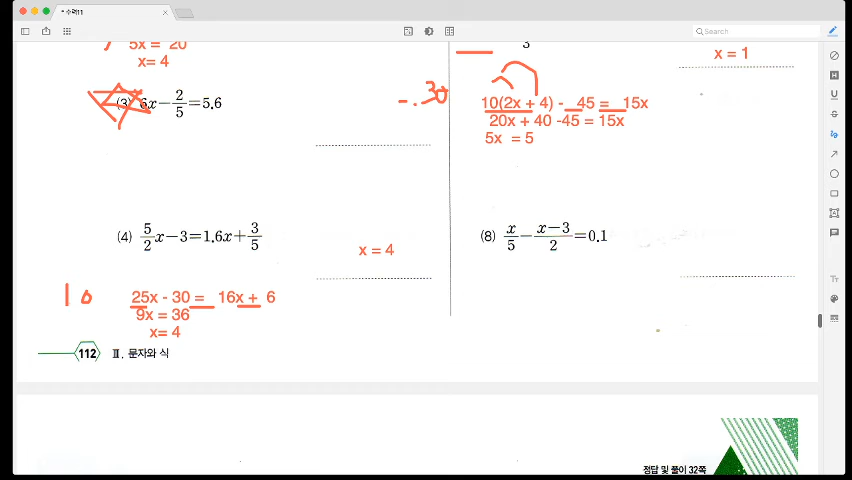 수력11
Search
5x = 20
x= 4
(3) 6x − 2/5 = 5.6
(4) 5/2 x − 3 = 1.6x + 3/5
x = 4
10
25x - 30 = 16x + 6
9x = 36
x= 4
112 Ⅲ. 문자와 식
3
x = 1
30
10(2x + 4) - 45 = 15x
20x + 40 -45 = 15x
5x = 5
(8) x/5 − (x−3)/2 = 0.1
정답 및 풀이 32쪽